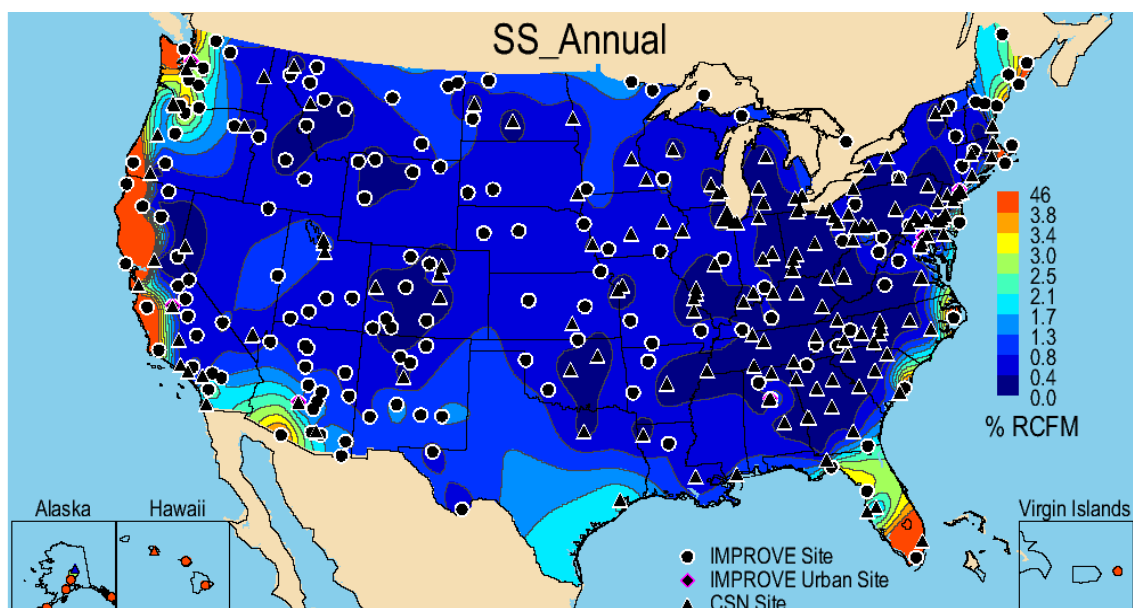 SS_Annual
46
3.8
3.4
3.0
2.5
2.1
1.7
1.3
0.8
0.4
0.0
% RCFM
Alaska
Hawaii
Virgin Islands
IMPROVE Site
IMPROVE Urban Site
CSN Site